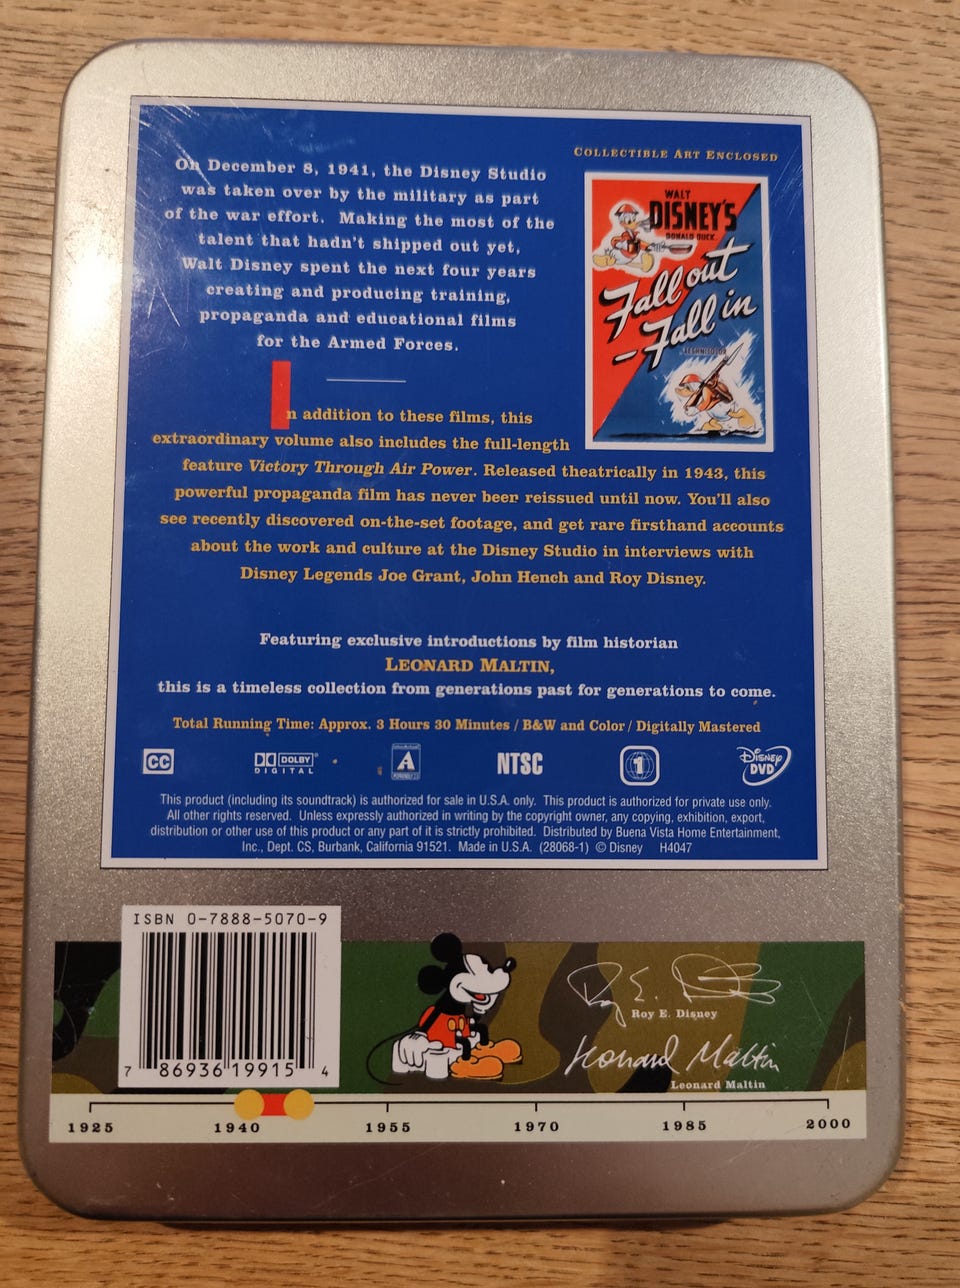 On December 8, 1941, the Disney Studio
was taken over by the military as part
of the war effort. Making the most of the
talent that hadn't shipped out yet,
Walt Disney spent the next four years
creating and producing training,
propaganda and educational films
for the Armed Forces.
COLLECTIBLE ART ENCLOSED
WALT
DISNEY'S
DONALD DUCK
Fall out
– Fall in
TECHNICOLOR
n addition to these films, this
extraordinary volume also includes the full-length
feature Victory Through Air Power. Released theatrically in 1943, this
powerful propaganda film has never been reissued until now. You'll also
see recently discovered on-the-set footage, and get rare firsthand accounts
about the work and culture at the Disney Studio in interviews with
Disney Legends Joe Grant, John Hench and Roy Disney.
Featuring exclusive introductions by film historian
LEONARD MALTIN,
this is a timeless collection from generations past for generations to come.
Total Running Time: Approx. 3 Hours 30 Minutes / B&W and Color / Digitally Mastered
CC
DOLBY
DIGITAL
A
NTSC
1
DISNEY
DVD
This product (including its soundtrack) is authorized for sale in U.S.A. only. This product is authorized for private use only.
All other rights reserved. Unless expressly authorized in writing by the copyright owner, any copying, exhibition, export,
distribution or other use of this product or any part of it is strictly prohibited. Distributed by Buena Vista Home Entertainment,
Inc., Dept. CS, Burbank, California 91521. Made in U.S.A. (28068-1) © Disney H4047
ISBN 0-7888-5070-9
7 86936 19915 4
Roy E. Disney
Roy E. Disney
Leonard Maltin
Leonard Maltin
1925 1940 1955 1970 1985 2000